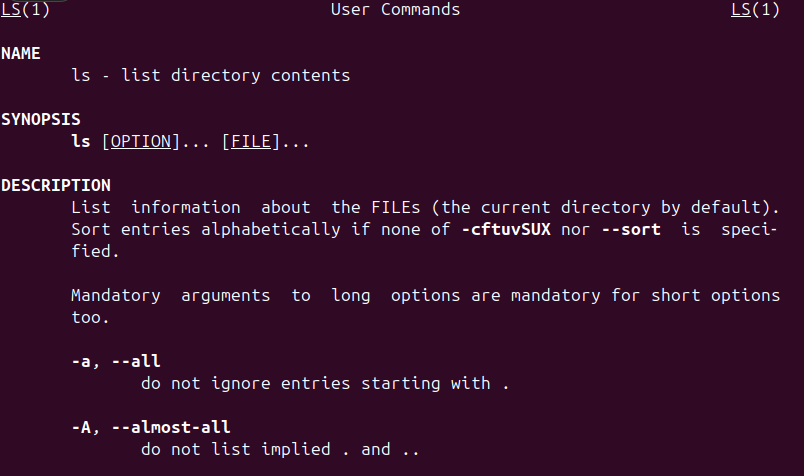 LS(1) User Commands LS(1)
NAME
ls - list directory contents
SYNOPSIS
ls [OPTION]... [FILE]...
DESCRIPTION
List information about the FILEs (the current directory by default).
Sort entries alphabetically if none of -cftuvSUX nor --sort is speci-
fied.
Mandatory arguments to long options are mandatory for short options
too.
-a, --all
do not ignore entries starting with .
-A, --almost-all
do not list implied . and ..